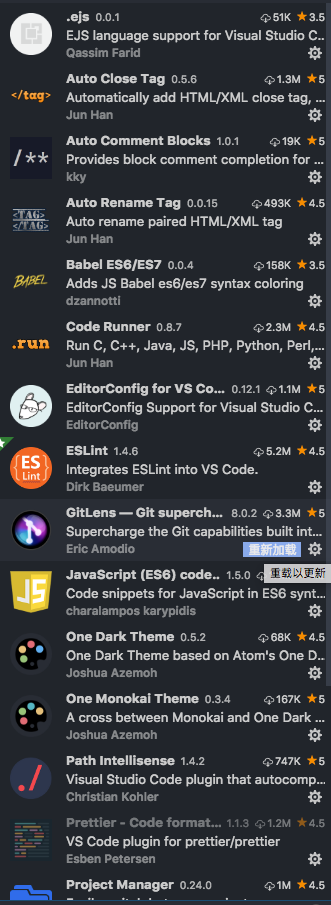 .ejs 0.0.1 51K 3.5
EJS language support for Visual Studio C...
Qassim Farid
</tag> Auto Close Tag 0.5.6 1.3M 5
Automatically add HTML/XML close tag, ...
Jun Han
/** Auto Comment Blocks 1.0.1 19K 5
Provides block comment completion for ...
kky
<TAG> </TAG> Auto Rename Tag 0.0.15 493K 4.5
Auto rename paired HTML/XML tag
Jun Han
BABEL Babel ES6/ES7 0.0.4 158K 3.5
Adds JS Babel es6/es7 syntax coloring
dzannotti
.run Code Runner 0.8.7 2.3M 4.5
Run C, C++, Java, JS, PHP, Python, Perl,...
Jun Han
EditorConfig for VS Co... 0.12.1 1.1M 5
EditorConfig Support for Visual Studio C...
EditorConfig
ES Lint ESLint 1.4.6 5.2M 4.5
Integrates ESLint into VS Code.
Dirk Baeumer
GitLens — Git superch... 8.0.2 3.3M 5
Supercharge the Git capabilities built int...
Eric Amodio 重新加载
JS JavaScript (ES6) code... 1.5.0
重载以更新
Code snippets for JavaScript in ES6 synt...
charalampos karypidis
One Dark Theme 0.5.2 68K 4.5
One Dark Theme based on Atom's One D...
Joshua Azemoh
One Monokai Theme 0.3.4 167K 5
A cross between Monokai and One Dark ...
Joshua Azemoh
./ Path Intellisense 1.4.2 747K 5
Visual Studio Code plugin that autocomp...
Christian Kohler
Prettier - Code format... 1.1.3 1.2M 4.5
VS Code plugin for prettier/prettier
Esben Petersen
Project Manager 0.24.0 1M 4.5